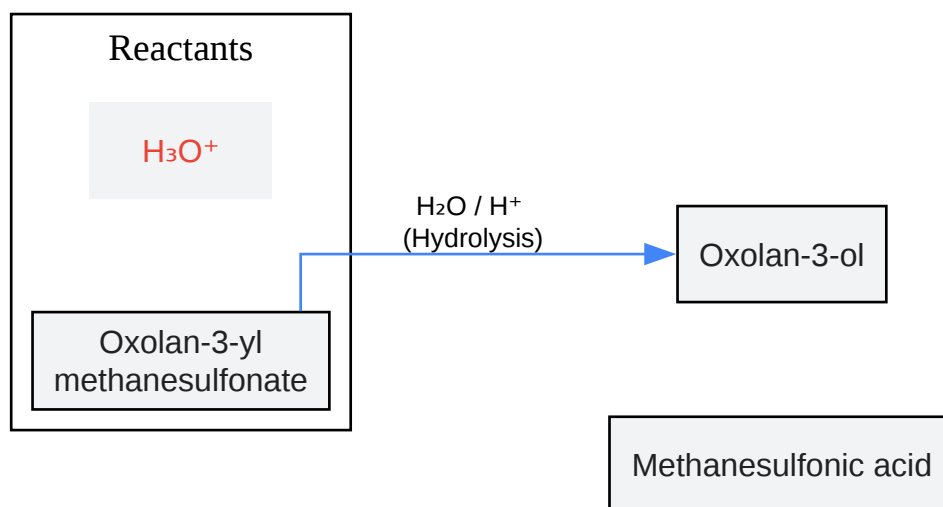 Reactants
H₃O⁺
H₂O / H⁺
(Hydrolysis)
Oxolan-3-ol
Oxolan-3-yl
methanesulfonate
Methanesulfonic acid